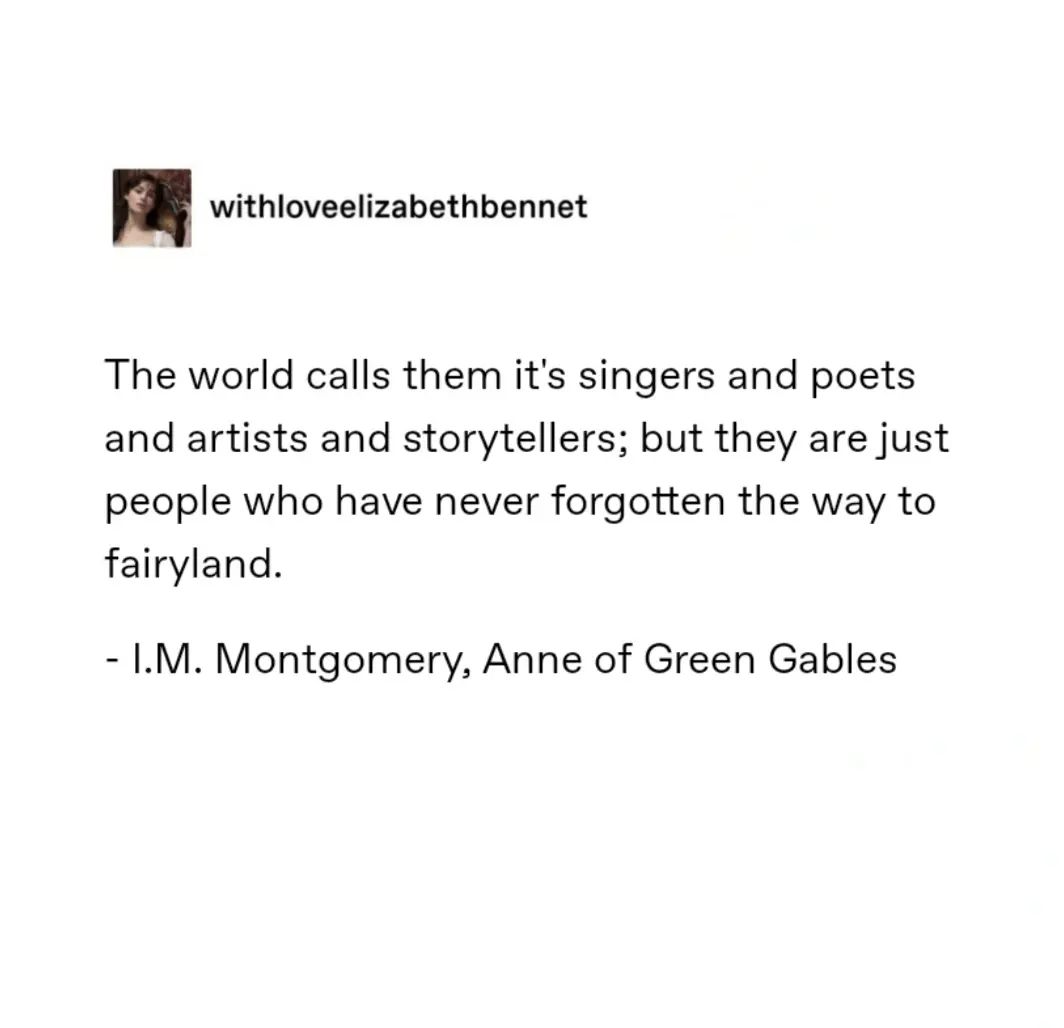 withloveelizabethbennet
The world calls them it's singers and poets
and artists and storytellers; but they are just
people who have never forgotten the way to
fairyland.
- l.M. Montgomery, Anne of Green Gables